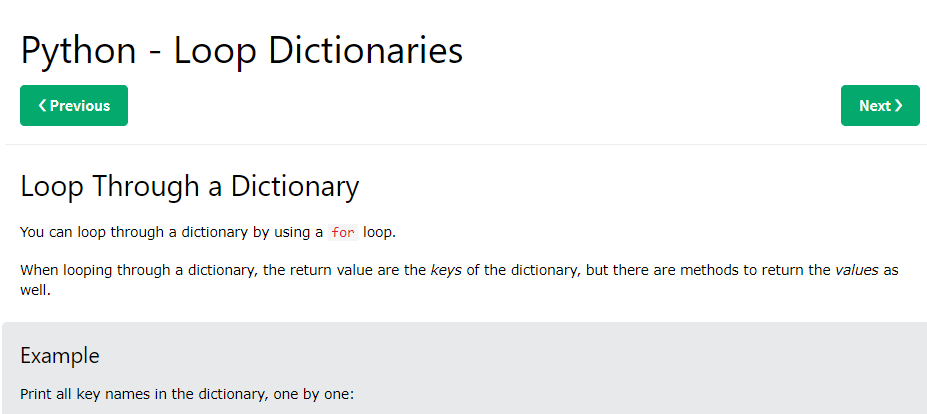 Python - Loop Dictionaries
❮ Previous
Next ❯
Loop Through a Dictionary
You can loop through a dictionary by using a for loop.
When looping through a dictionary, the return value are the keys of the dictionary, but there are methods to return the values as
well.
Example
Print all key names in the dictionary, one by one: